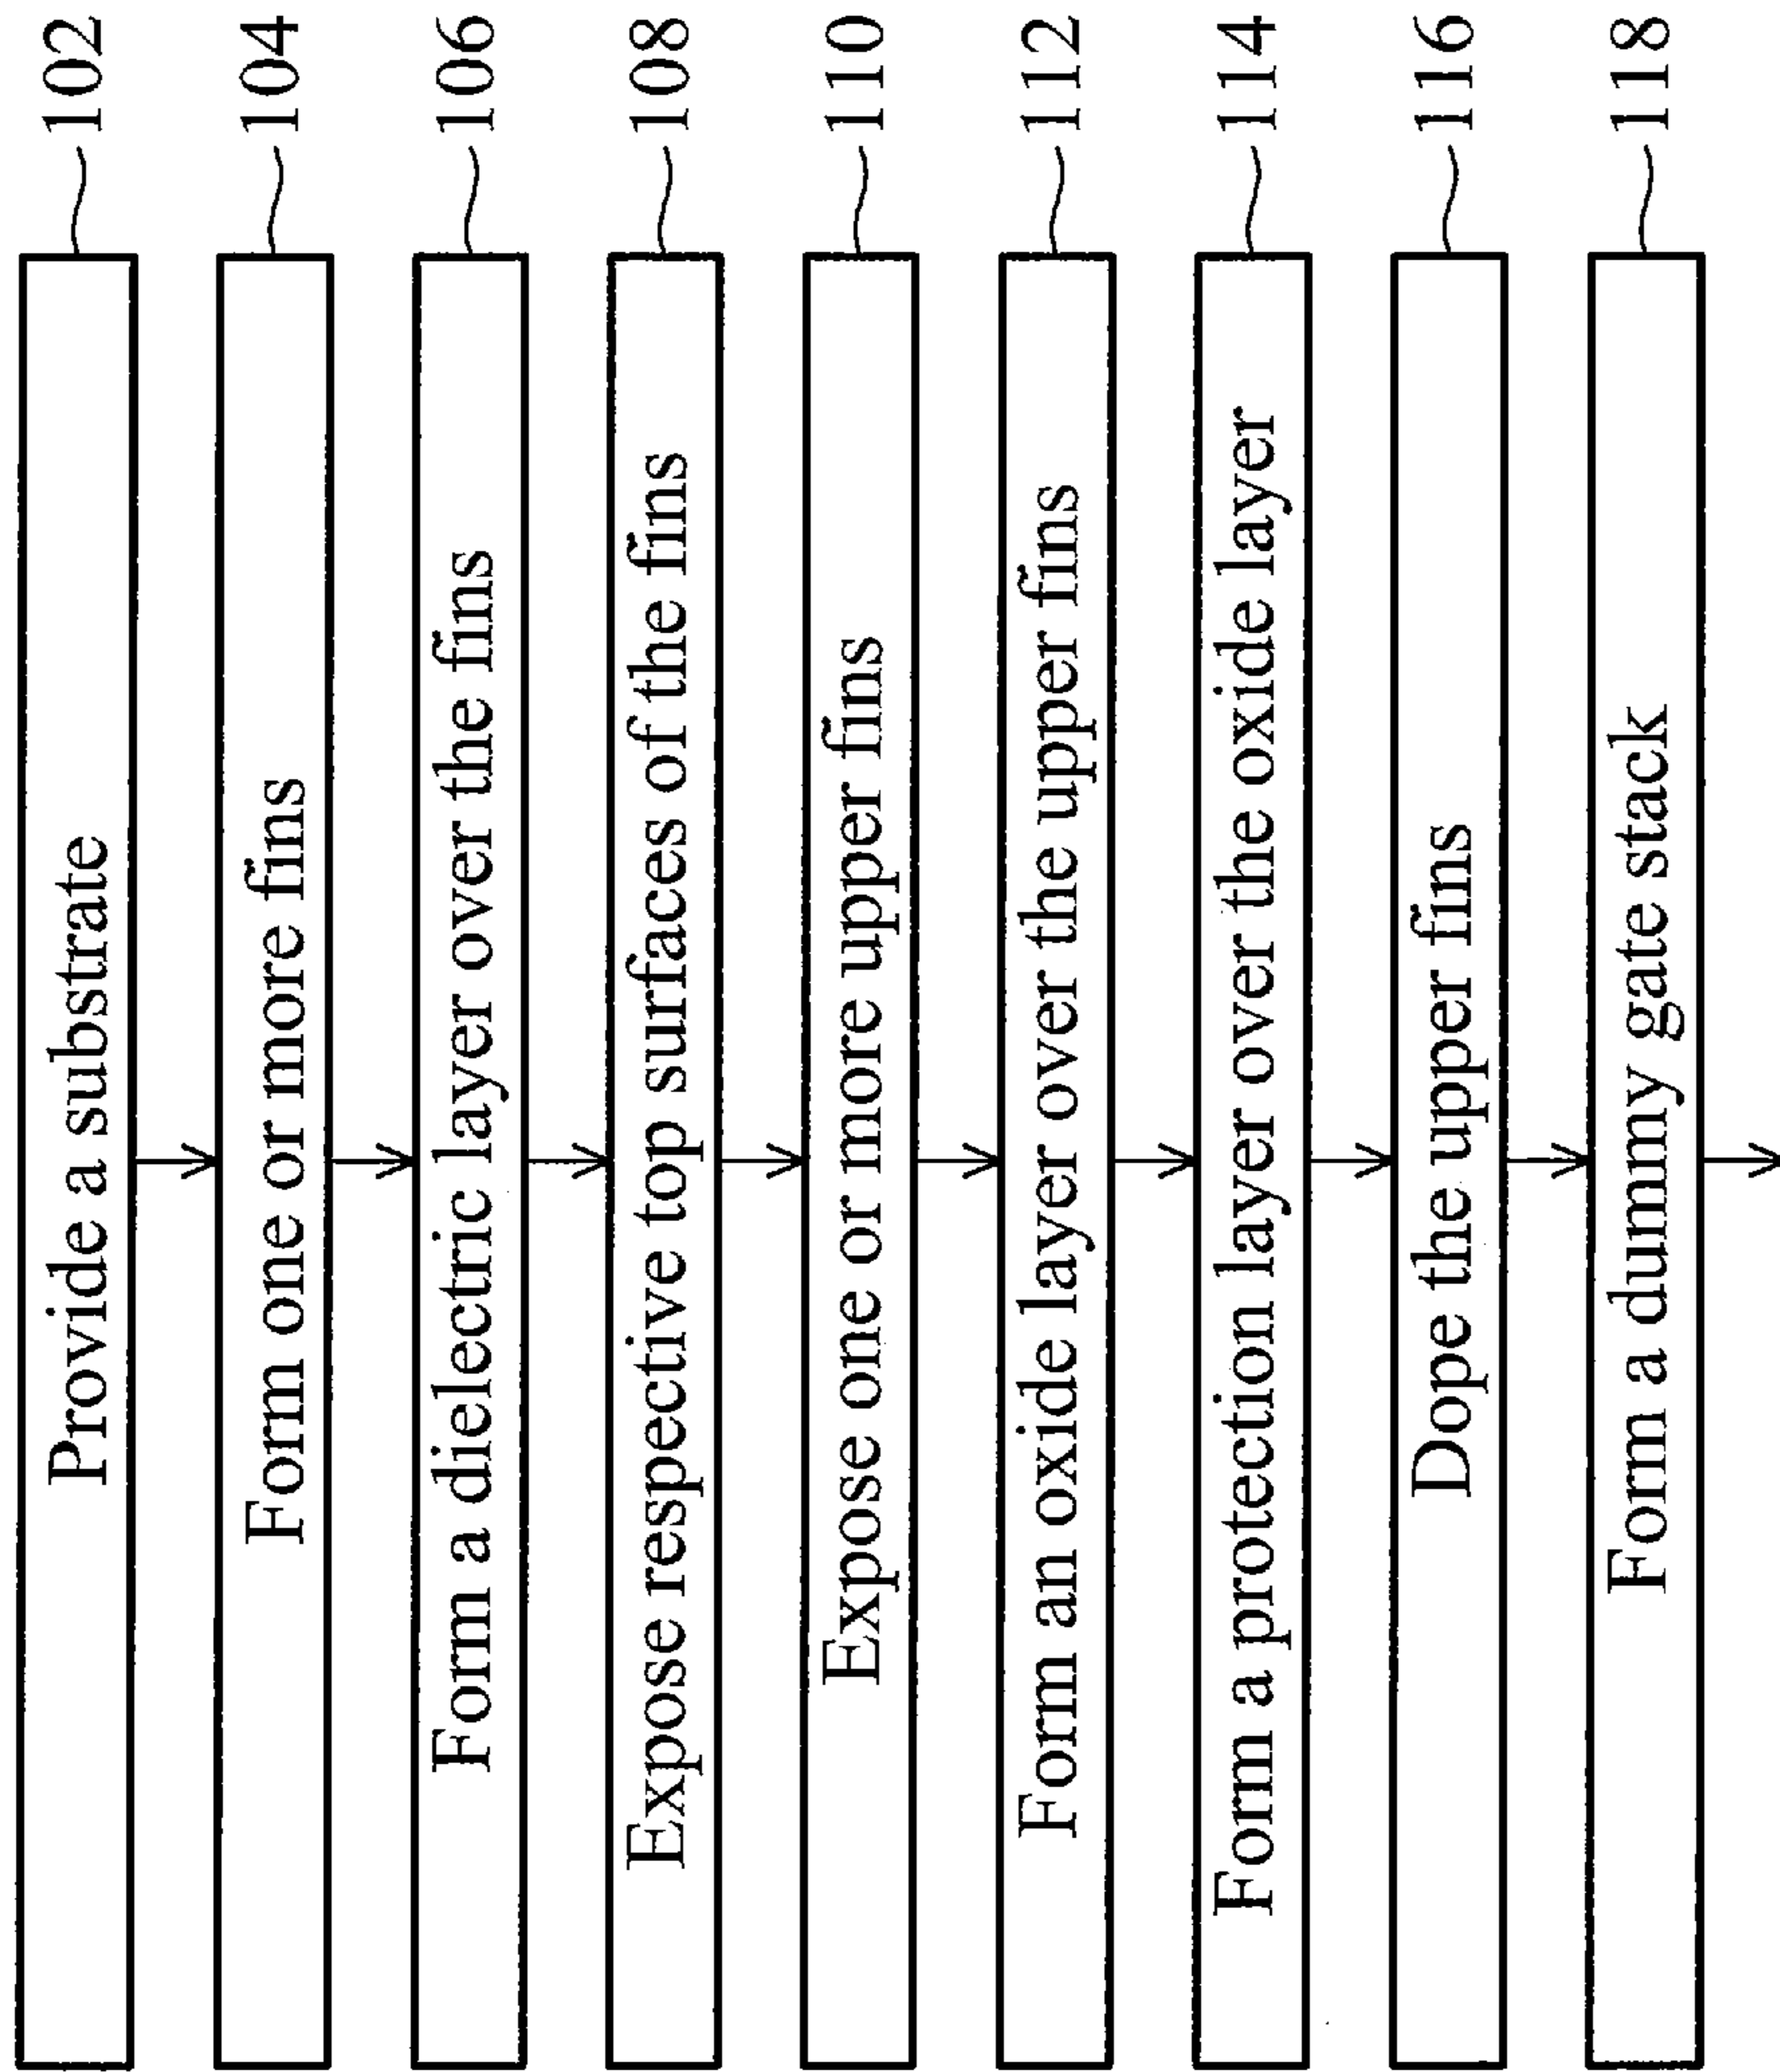 Provide a substrate 102
Form one or more fins 104
Form a dielectric layer over the fins 106
Expose respective top surfaces of the fins 108
Expose one or more upper fins 110
Form an oxide layer over the upper fins 112
Form a protection layer over the oxide layer 114
Dope the upper fins 116
Form a dummy gate stack 118